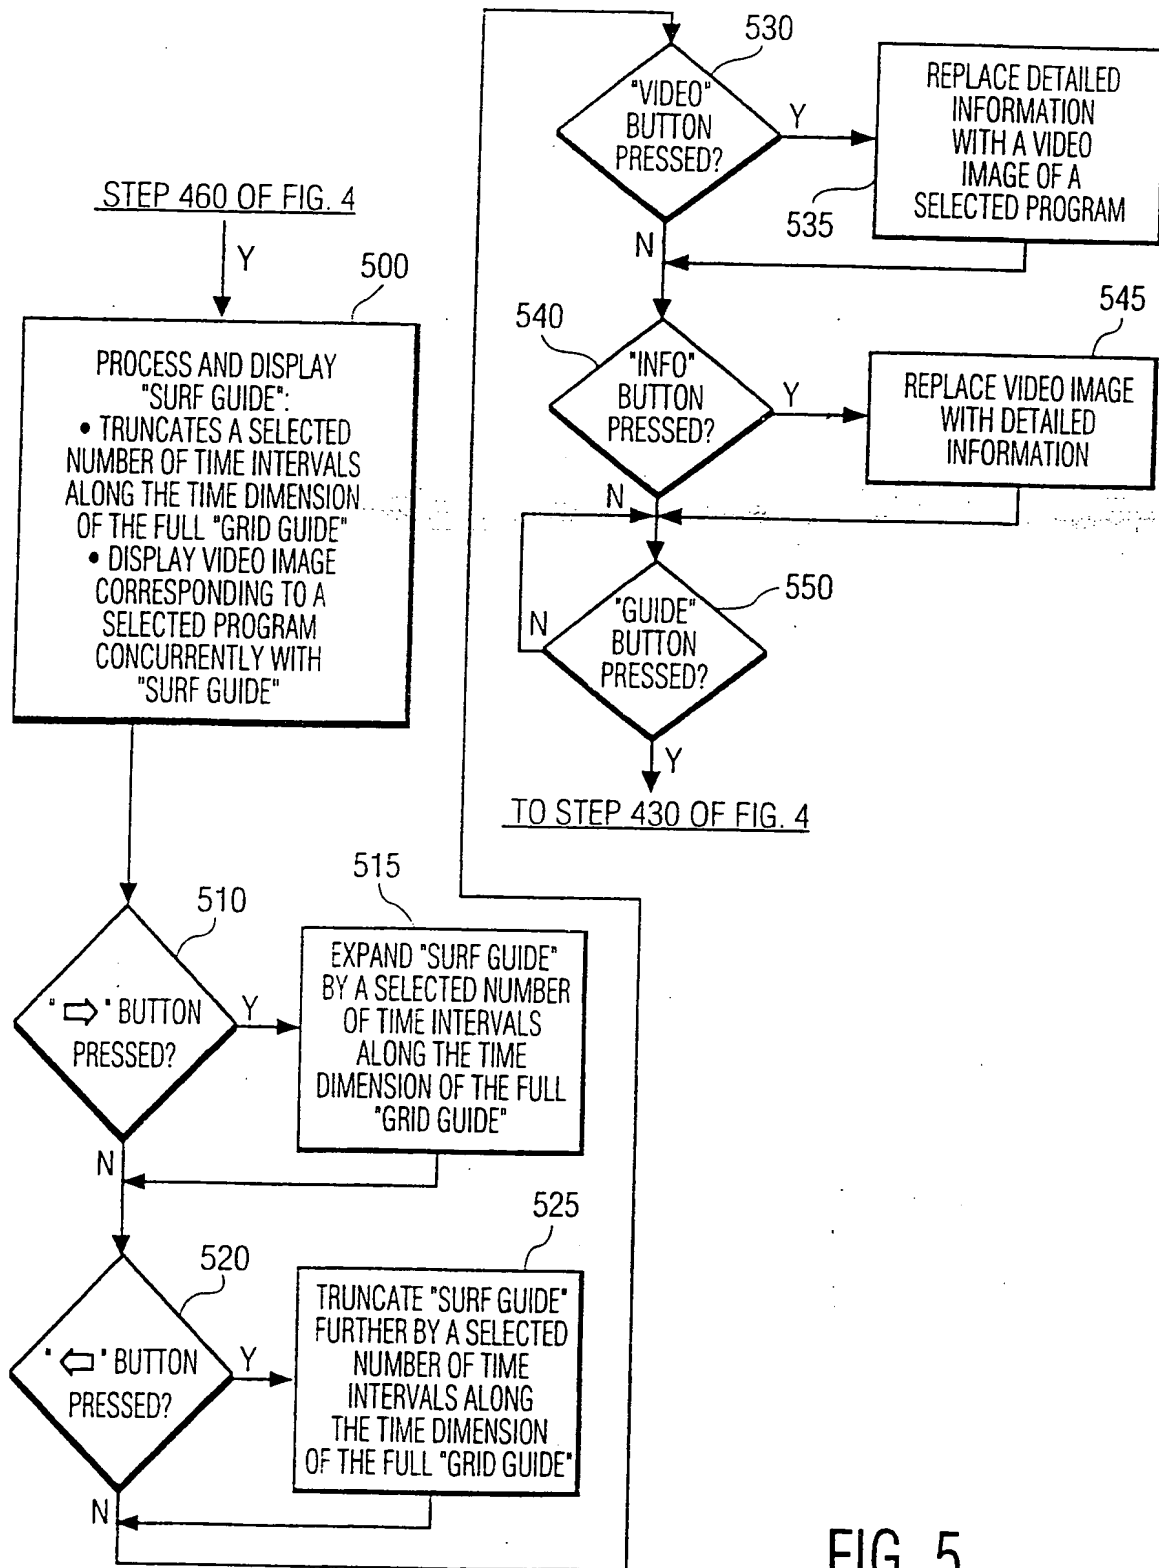 STEP 460 OF FIG. 4
Y
500
PROCESS AND DISPLAY
"SURF GUIDE":
• TRUNCATES A SELECTED
NUMBER OF TIME INTERVALS
ALONG THE TIME DIMENSION
OF THE FULL "GRID GUIDE"
• DISPLAY VIDEO IMAGE
CORRESPONDING TO A
SELECTED PROGRAM
CONCURRENTLY WITH
"SURF GUIDE"
510
"⇨" BUTTON
PRESSED?
Y
N
515
EXPAND "SURF GUIDE"
BY A SELECTED NUMBER
OF TIME INTERVALS
ALONG THE TIME
DIMENSION OF THE FULL
"GRID GUIDE"
520
"⇦" BUTTON
PRESSED?
Y
N
525
TRUNCATE "SURF GUIDE"
FURTHER BY A SELECTED
NUMBER OF TIME
INTERVALS ALONG
THE TIME DIMENSION
OF THE FULL "GRID GUIDE"
530
"VIDEO"
BUTTON
PRESSED?
Y
N
535
REPLACE DETAILED
INFORMATION
WITH A VIDEO
IMAGE OF A
SELECTED PROGRAM
540
"INFO"
BUTTON
PRESSED?
Y
N
545
REPLACE VIDEO IMAGE
WITH DETAILED
INFORMATION
550
"GUIDE"
BUTTON
PRESSED?
N
Y
TO STEP 430 OF FIG. 4
FIG. 5